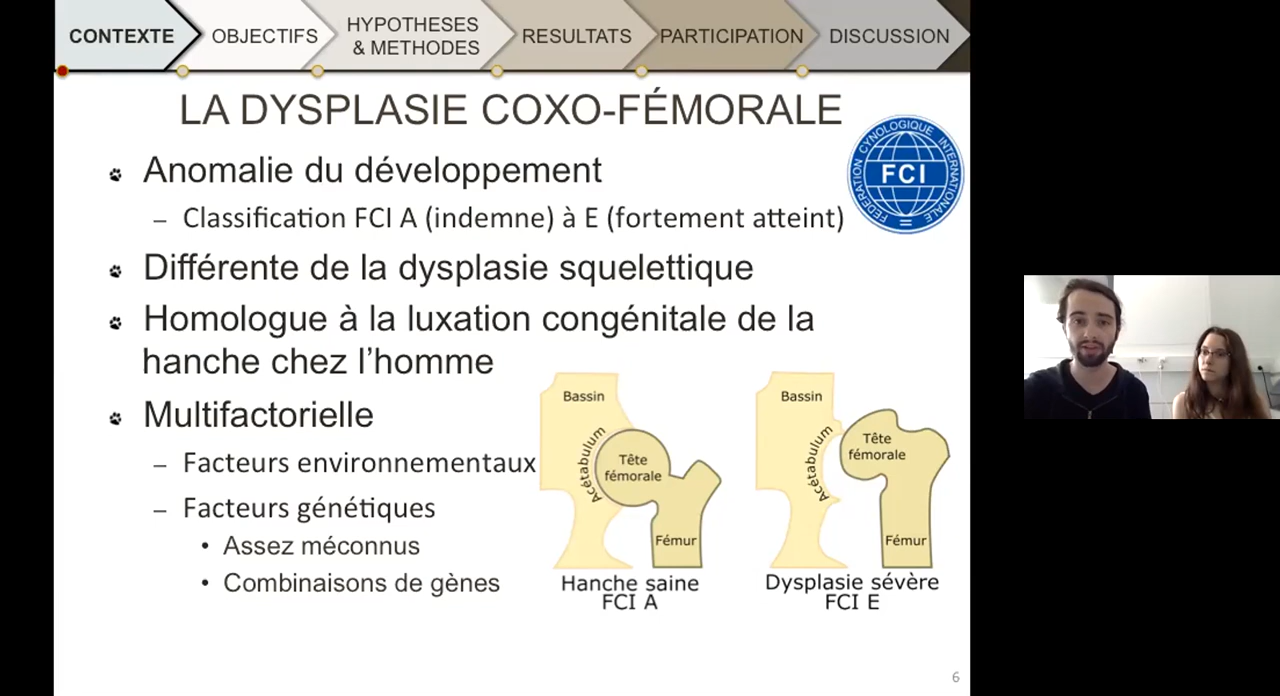 CONTEXTE
OBJECTIFS
HYPOTHESES
& METHODES
RESULTATS
PARTICIPATION
DISCUSSION
LA DYSPLASIE COXO-FÉMORALE
FEDERATION CYNOLOGIQUE INTERNATIONALE
FCI
Anomalie du développement
– Classification FCI A (indemne) à E (fortement atteint)
Différente de la dysplasie squelettique
Homologue à la luxation congénitale de la
hanche chez l’homme
Multifactorielle
– Facteurs environnementaux
– Facteurs génétiques
• Assez méconnus
• Combinaisons de gènes
Bassin
Acétabulum
Tête
fémorale
Fémur
Hanche saine
FCI A
Bassin
Acétabulum
Tête
fémorale
Fémur
Dysplasie sévère
FCI E
6